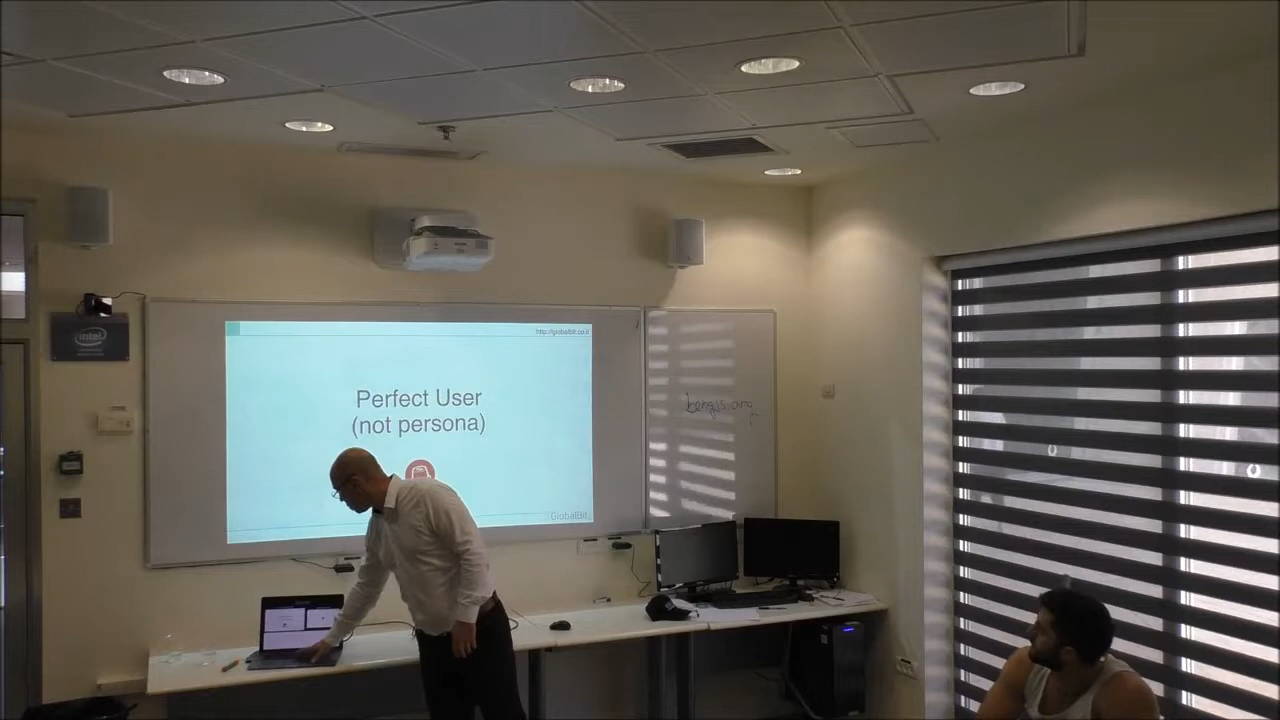 http://globalbit.co.il
Perfect User
(not persona)
GlobalBit
intel